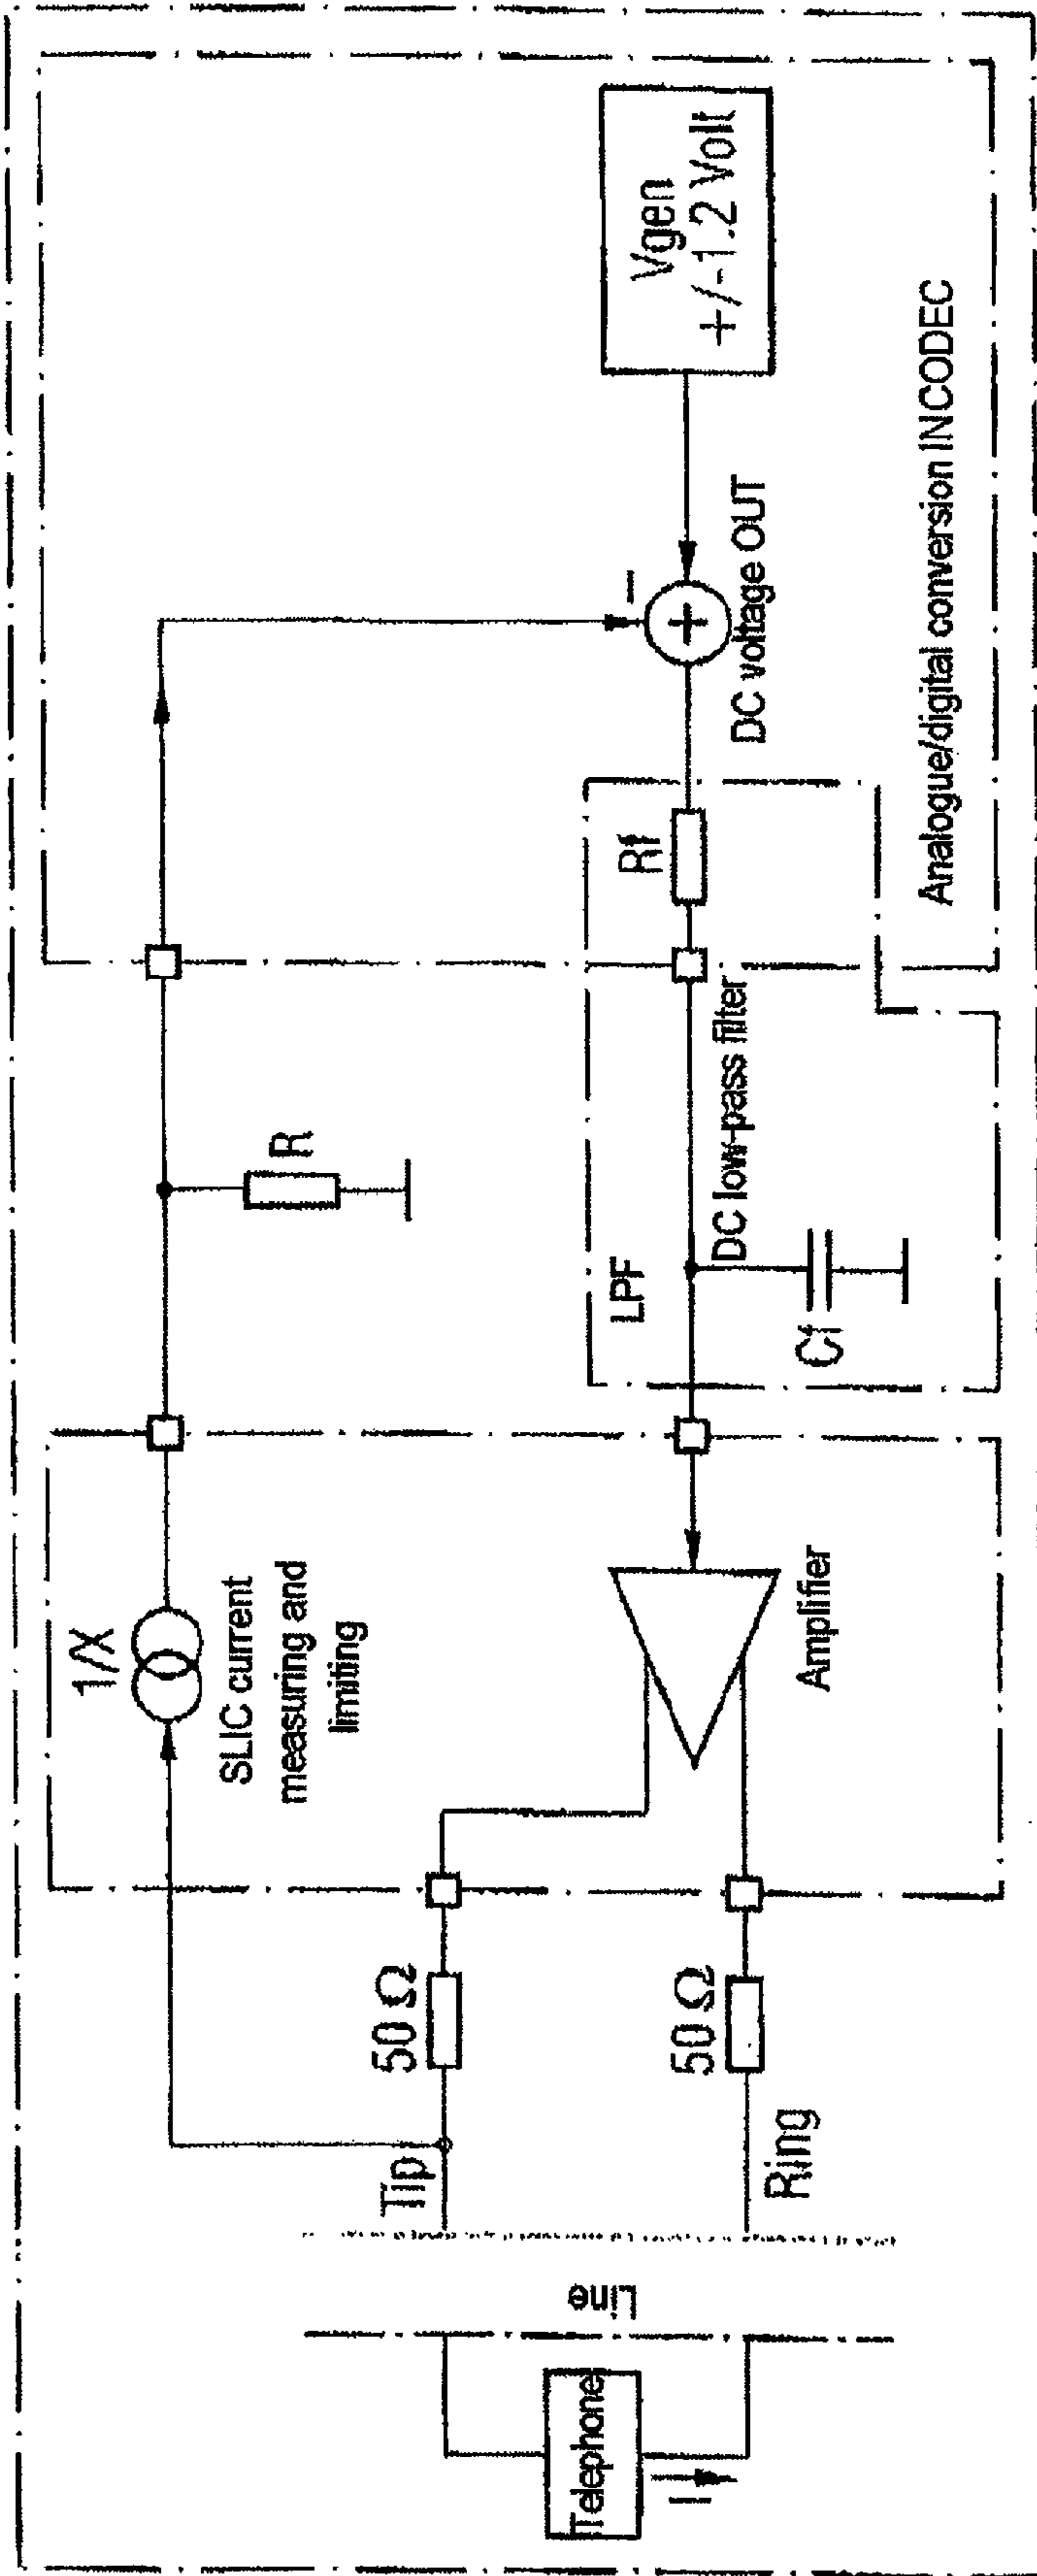 1/X
SLIC current
measuring and
limiting
R
Vgen
+/-1.2 Volt
+
−
DC voltage OUT
Rf
LPF
DC low-pass filter
Cf
Amplifier
Analogue/digital conversion INCODEC
50 Ω
50 Ω
Tip
Ring
Line
Telephone
I